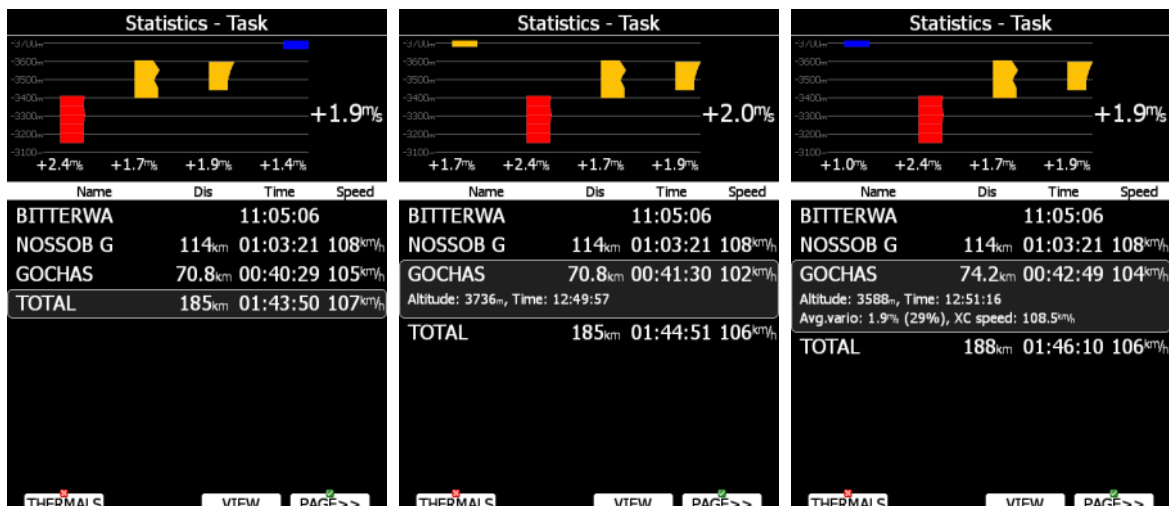 Statistics - Task
-3700m
-3600m
-3500m
-3400m
-3300m
+1.9m/s
-3200m
-3100m
+2.4m/s +1.7m/s +1.9m/s +1.4m/s
Name Dis Time Speed
BITTERWA 11:05:06
NOSSOB G 114km 01:03:21 108km/h
GOCHAS 70.8km 00:40:29 105km/h
TOTAL 185km 01:43:50 107km/h
THERMALS VIEW PAGE>>
Statistics - Task
-3700m
-3600m
-3500m
-3400m
-3300m
+2.0m/s
-3200m
-3100m
+1.7m/s +2.4m/s +1.7m/s +1.9m/s
Name Dis Time Speed
BITTERWA 11:05:06
NOSSOB G 114km 01:03:21 108km/h
GOCHAS 70.8km 00:41:30 102km/h
Altitude: 3736m, Time: 12:49:57
TOTAL 185km 01:44:51 106km/h
THERMALS VIEW PAGE>>
Statistics - Task
-3700m
-3600m
-3500m
-3400m
-3300m
+1.9m/s
-3200m
-3100m
+1.0m/s +2.4m/s +1.7m/s +1.9m/s
Name Dis Time Speed
BITTERWA 11:05:06
NOSSOB G 114km 01:03:21 108km/h
GOCHAS 74.2km 00:42:49 104km/h
Altitude: 3588m, Time: 12:51:16
Avg.vario: 1.9m/s (29%), XC speed: 108.5km/h
TOTAL 188km 01:46:10 106km/h
THERMALS VIEW PAGE>>